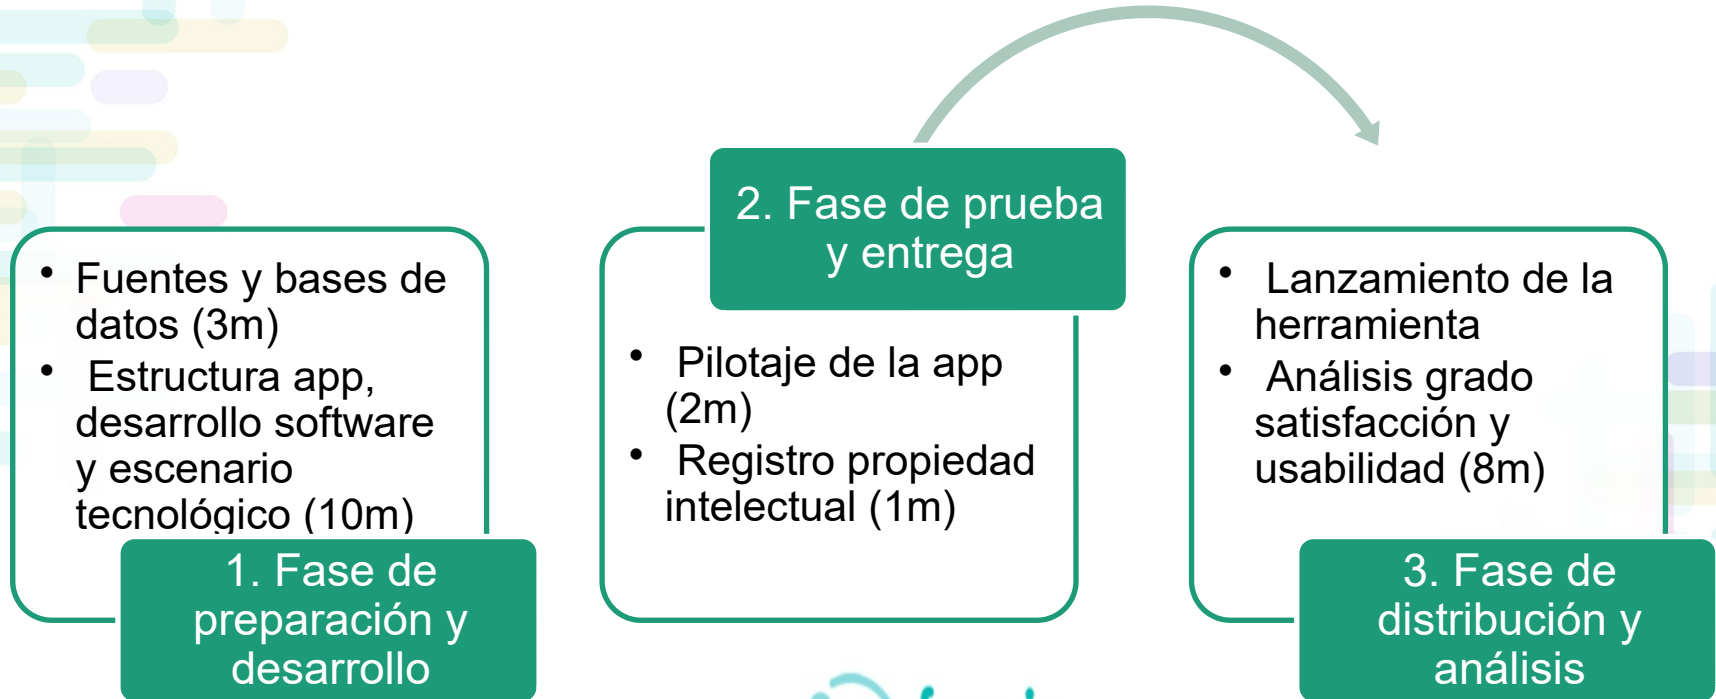 • Fuentes y bases de
datos (3m)
• Estructura app,
desarrollo software
y escenario
tecnológico (10m)
1. Fase de
preparación y
desarrollo
2. Fase de prueba
y entrega
• Pilotaje de la app
(2m)
• Registro propiedad
intelectual (1m)
• Lanzamiento de la
herramienta
• Análisis grado
satisfacción y
usabilidad (8m)
3. Fase de
distribución y
análisis